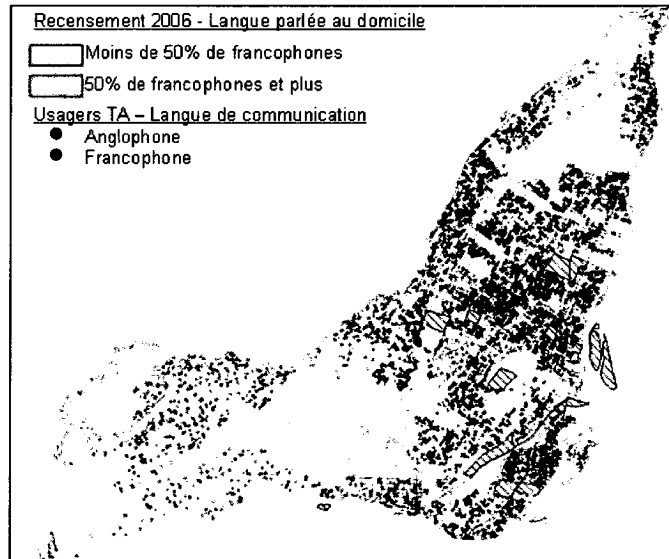 Recensement 2006 - Langue parlée au domicile
Moins de 50% de francophones
50% de francophones et plus
Usagers TA – Langue de communication
Anglophone
Francophone